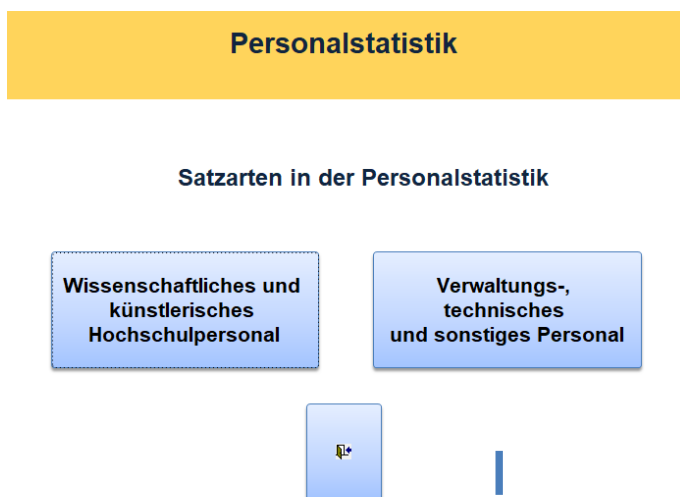 Personalstatistik
Satzarten in der Personalstatistik
Wissenschaftliches und
künstlerisches
Hochschulpersonal
Verwaltungs-,
technisches
und sonstiges Personal